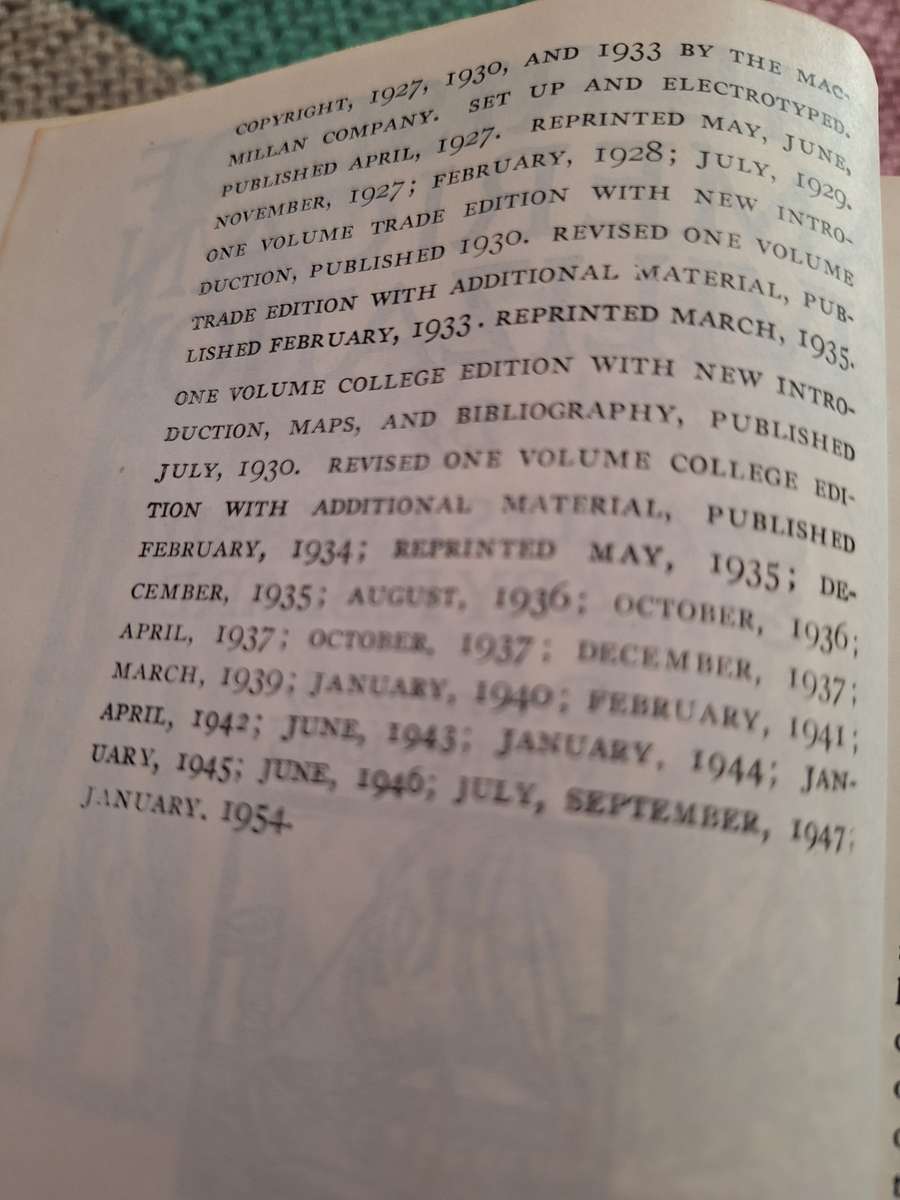 COPYRIGHT, 1927, 1930, AND 1933 BY THE MAC-
MILLAN COMPANY. SET UP AND ELECTROTYPED.
PUBLISHED APRIL, 1927. REPRINTED MAY, JUNE,
NOVEMBER, 1927; FEBRUARY, 1928; JULY, 1929.
ONE VOLUME TRADE EDITION WITH NEW INTRO-
DUCTION, PUBLISHED 1930. REVISED ONE VOLUME
TRADE EDITION WITH ADDITIONAL MATERIAL, PUB-
LISHED FEBRUARY, 1933. REPRINTED MARCH, 1935.
ONE VOLUME COLLEGE EDITION WITH NEW INTRO-
DUCTION, MAPS, AND BIBLIOGRAPHY, PUBLISHED
JULY, 1930. REVISED ONE VOLUME COLLEGE EDI-
TION WITH ADDITIONAL MATERIAL, PUBLISHED
FEBRUARY, 1934; REPRINTED MAY, 1935; DE-
CEMBER, 1935; AUGUST, 1936; OCTOBER, 1936;
APRIL, 1937; OCTOBER, 1937; DECEMBER, 1937;
MARCH, 1939; JANUARY, 1940; FEBRUARY, 1941;
APRIL, 1942; JUNE, 1943; JANUARY, 1944; JAN-
UARY, 1945; JUNE, 1946; JULY, SEPTEMBER, 1947;
JANUARY. 1954.